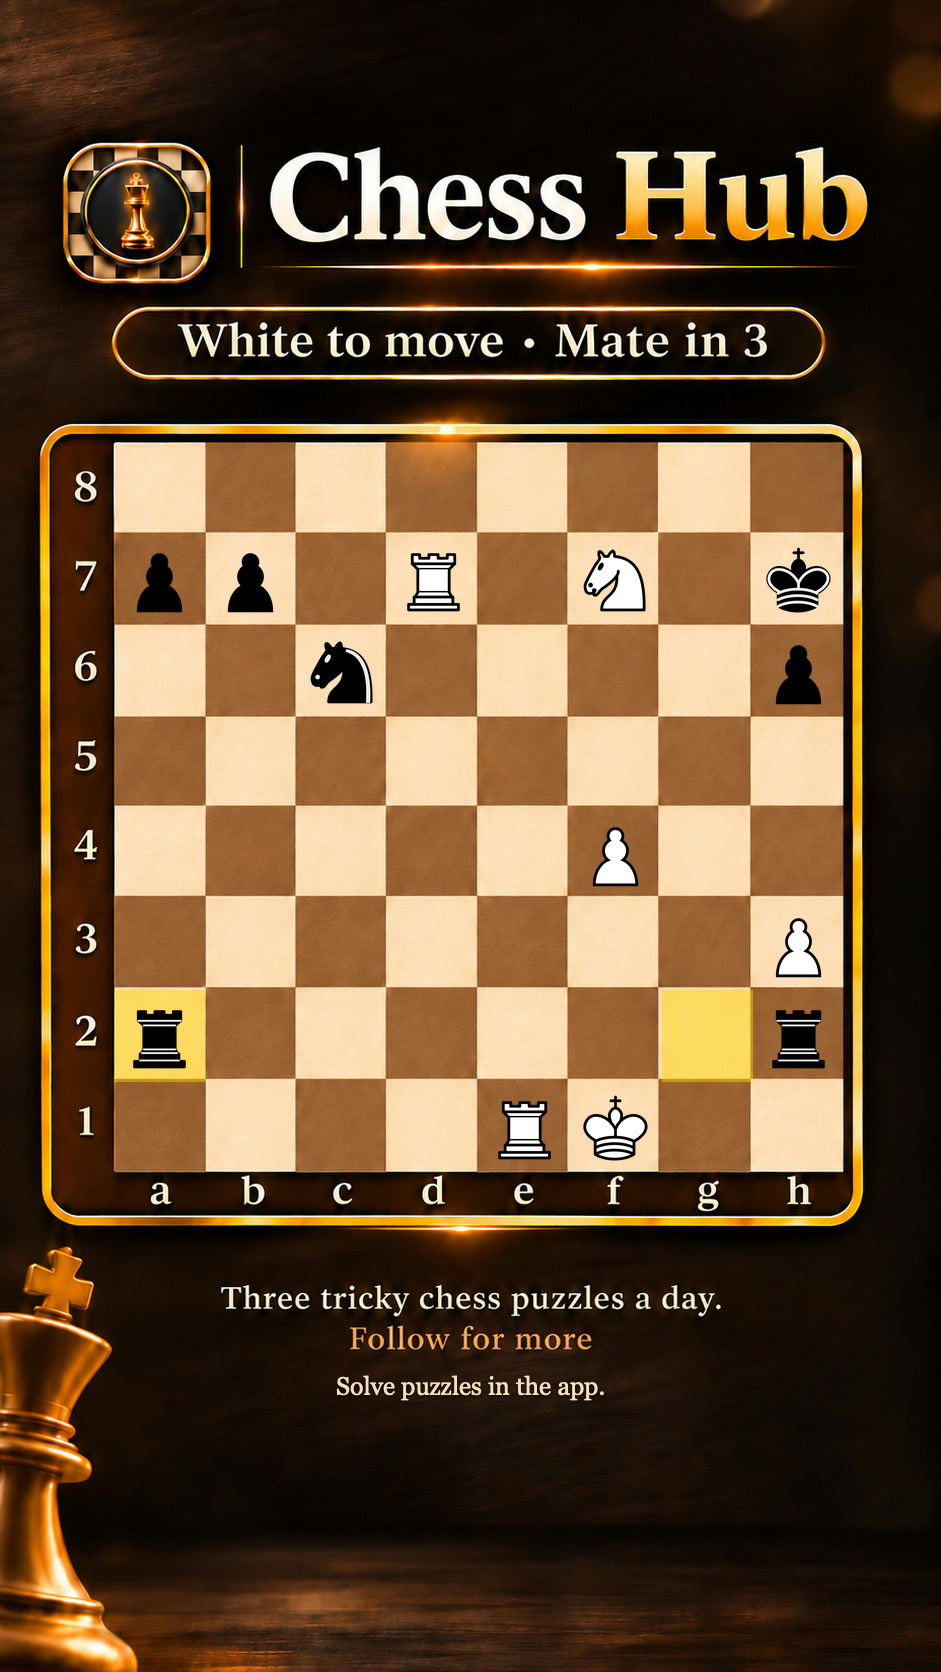 Chess Hub
White to move • Mate in 3
8
7
6
5
4
3
2
1
a b c d e f g h
Three tricky chess puzzles a day.
Follow for more
Solve puzzles in the app.